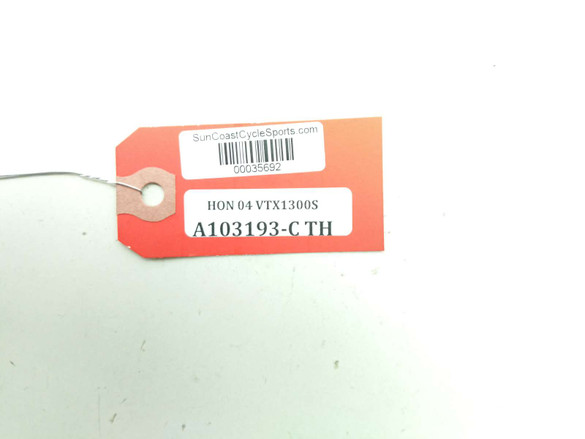 SunCoastCycleSports.com
00035692
HON 04 VTX1300S
A103193-C TH